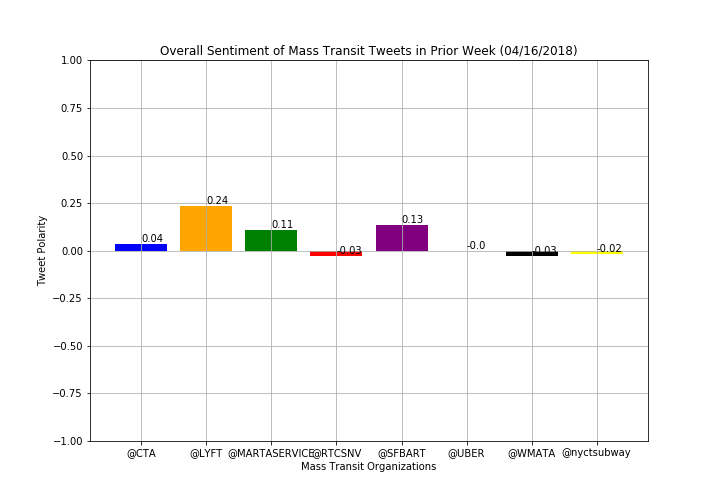 Overall Sentiment of Mass Transit Tweets in Prior Week (04/16/2018)
1.00
0.75
0.50
0.25
0.00
−0.25
−0.50
−0.75
−1.00
Tweet Polarity
0.04
0.24
0.11
-0.03
0.13
-0.0
-0.03
-0.02
@CTA
@LYFT
@MARTASERVICE
@RTCSNV
@SFBART
@UBER
@WMATA
@nyctsubway
Mass Transit Organizations